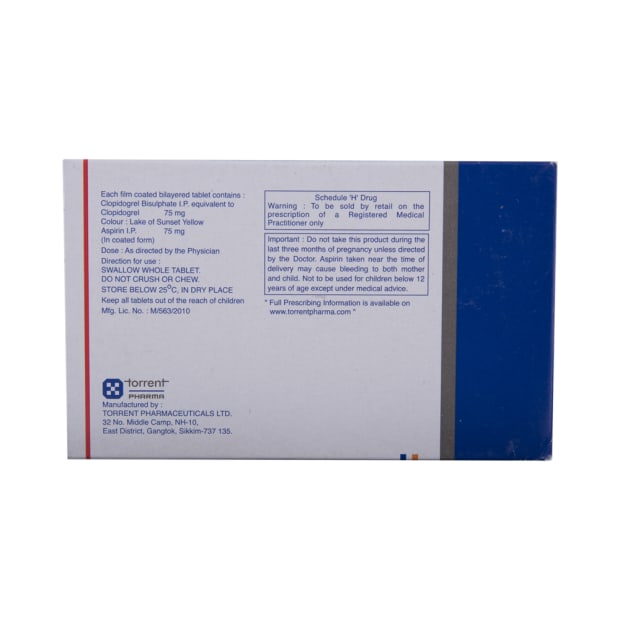 Each film coated bilayered tablet contains :
Clopidogrel Bisulphate I.P. equivalent to
Clopidogrel 75 mg
Colour : Lake of Sunset Yellow
Aspirin I.P. 75 mg
(In coated form)
Dose : As directed by the Physician
Direction for use :
SWALLOW WHOLE TABLET.
DO NOT CRUSH OR CHEW.
STORE BELOW 25°C, IN DRY PLACE
Keep all tablets out of the reach of children
Mfg. Lic. No. : M/563/2010
Schedule 'H' Drug
Warning : To be sold by retail on the
prescription of a Registered Medical
Practitioner only
Important : Do not take this product during the
last three months of pregnancy unless directed
by the Doctor. Aspirin taken near the time of
delivery may cause bleeding to both mother
and child. Not to be used for children below 12
years of age except under medical advice.
" Full Prescribing Information is available on
www.torrentpharma.com "
torrent
PHARMA
Manufactured by :
TORRENT PHARMACEUTICALS LTD.
32 No. Middle Camp, NH-10,
East District, Gangtok, Sikkim-737 135.